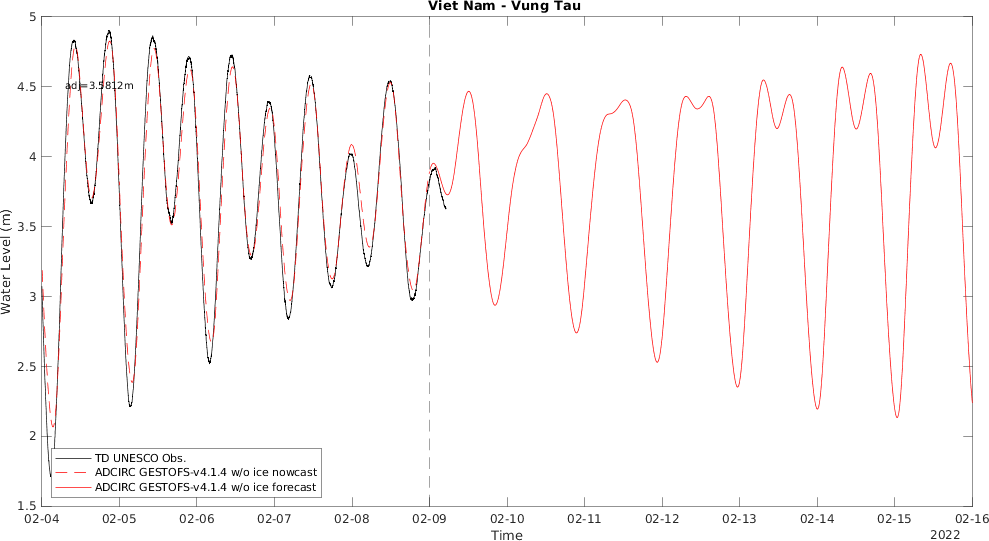 Viet Nam - Vung Tau
5
4.5
4
3.5
3
2.5
2
1.5
Water Level (m)
adj=3.5812m
TD UNESCO Obs.
ADCIRC GESTOFS-v4.1.4 w/o ice nowcast
ADCIRC GESTOFS-v4.1.4 w/o ice forecast
02-04 02-05 02-06 02-07 02-08 02-09 02-10 02-11 02-12 02-13 02-14 02-15 02-16
Time
2022